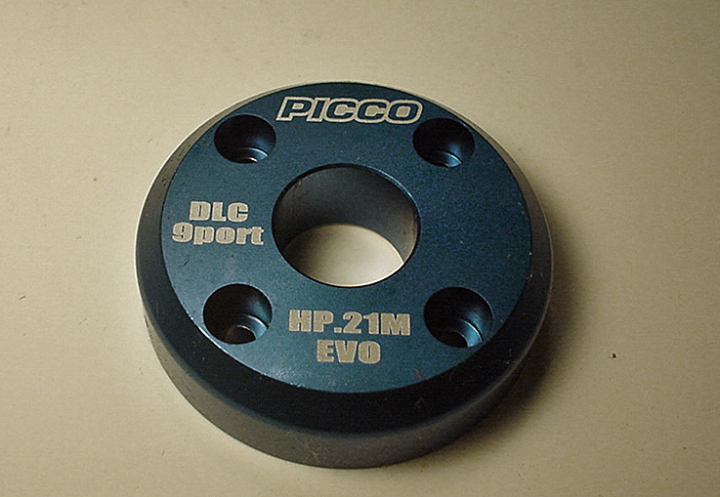 PICCO
DLC
9port
HP.21M
EVO